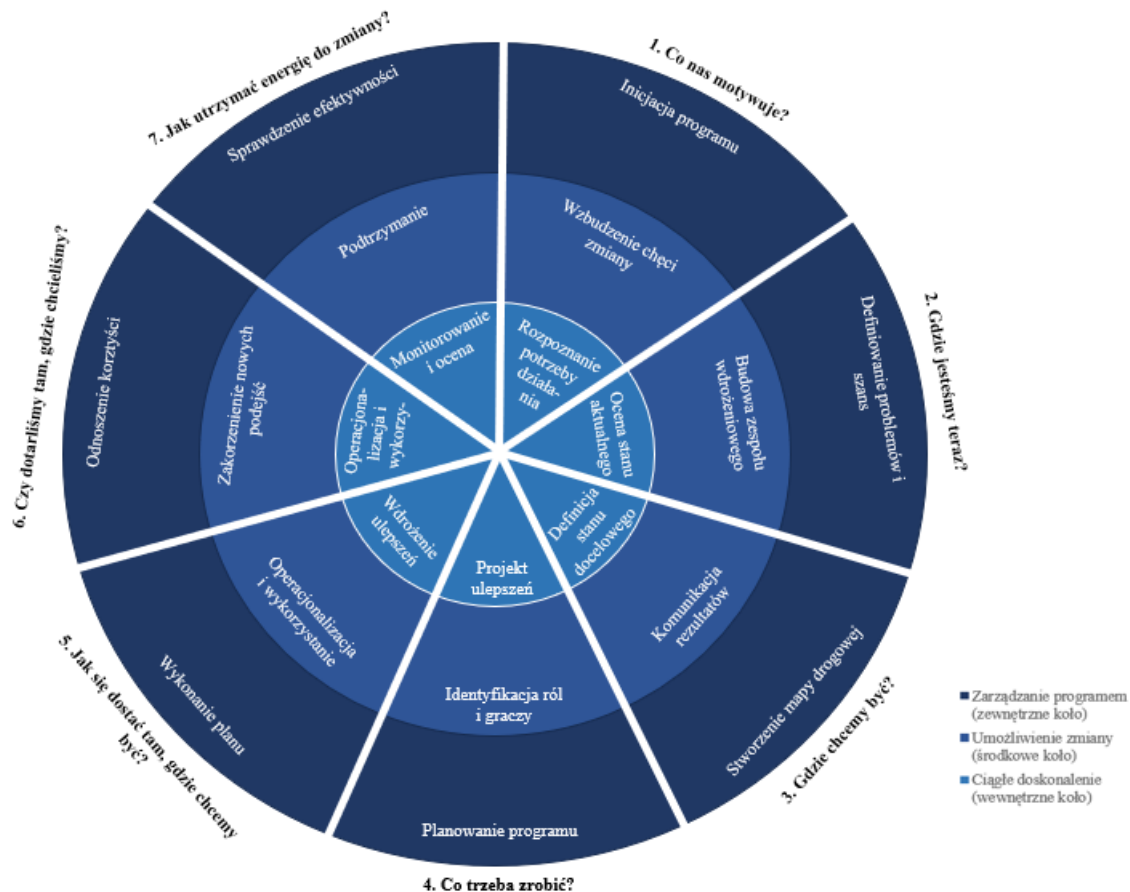 1. Co nas motywuje?
Inicjacja programu
Wzbudzenie chęci
zmiany
Rozpoznanie
potrzeby
działa-
nia
2. Gdzie jesteśmy teraz?
Definiowanie problemów i
szans
Budowa zespołu
wdrożeniowego
Ocena stanu
aktualnego
3. Gdzie chcemy być?
Stworzenie mapy drogowej
Komunikacja
rezultatów
Definicja
stanu
docelowego
4. Co trzeba zrobić?
Planowanie programu
Identyfikacja ról
i graczy
Projekt
ulepszeń
5. Jak się dostać tam, gdzie chcemy
być?
Wykonanie planu
Operacjonalizacja
i wykorzystanie
Wdrożenie
ulepszeń
6. Czy dotarliśmy tam, gdzie chcieliśmy?
Odnoszenie korztyści
Zakorzenienie nowych
podejść
Operacjona-
lizacja i
wykorzy-
7. Jak utrzymać energię do zmiany?
Sprawdzenie efektywności
Podtrzymanie
Monitorowanie
i ocena
Zarządzanie programem
(zewnętrzne koło)
Umożliwienie zmiany
(środkowe koło)
Ciągłe doskonalenie
(wewnętrzne koło)